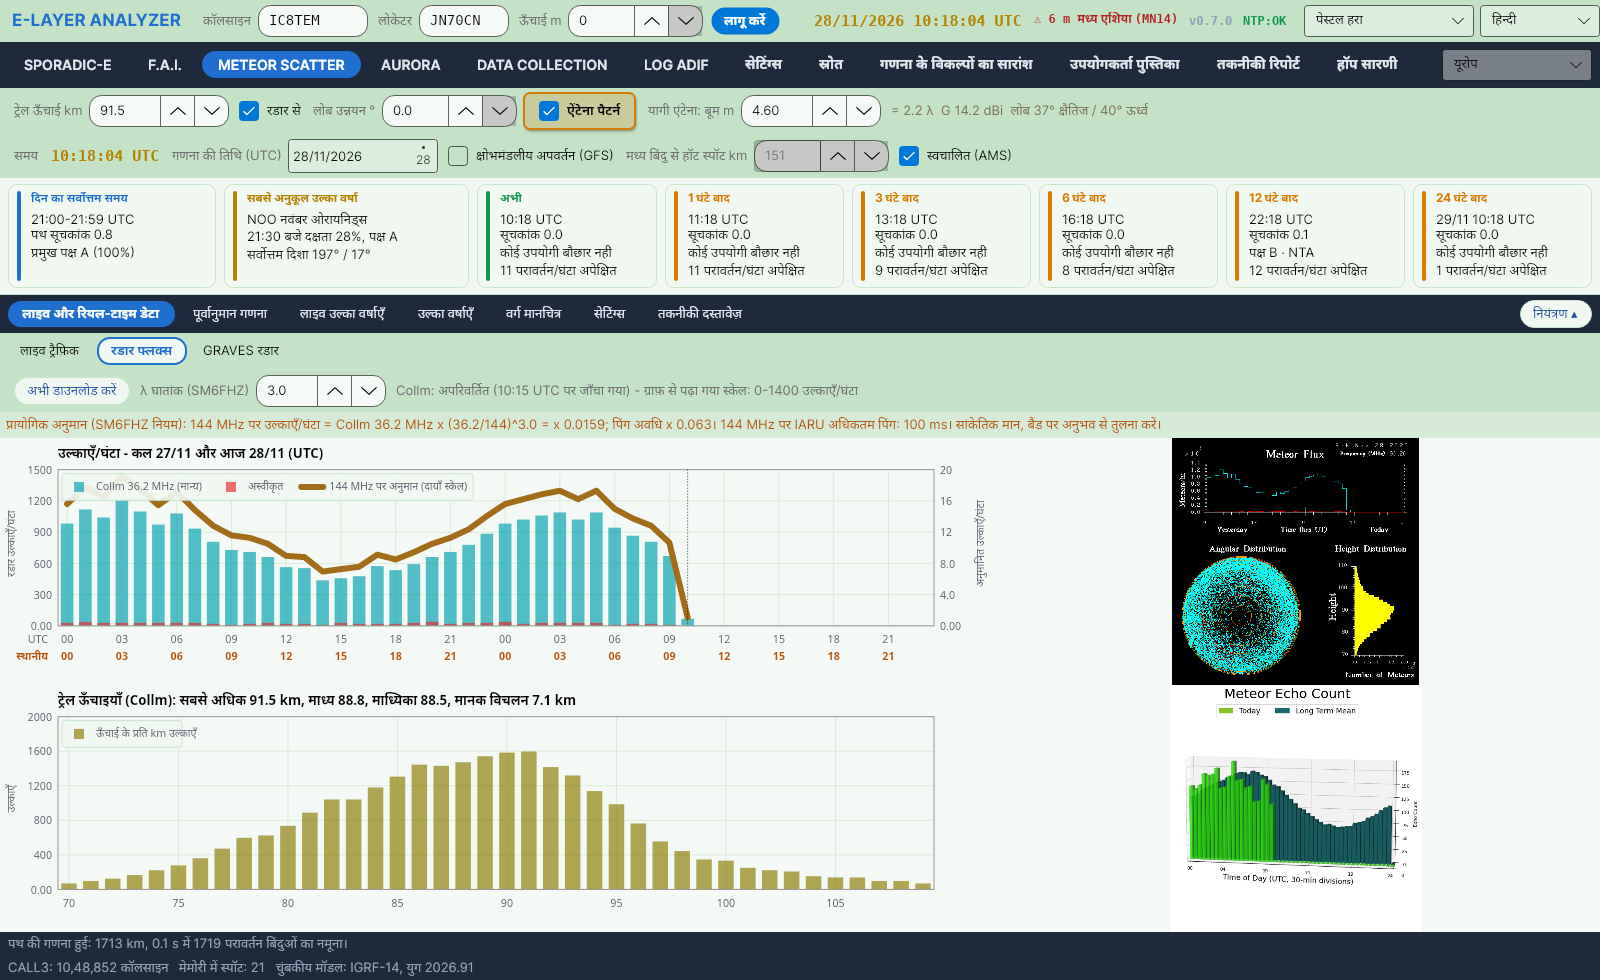 E-LAYER ANALYZER कॉलसाइन IC8TEM लोकेटर JN70CN ऊँचाई m 0 लागू करें 28/11/2026 10:18:04 UTC ⚠ 6 m मध्य एशिया (MN14) v0.7.0 NTP:OK पेस्टल हरा हिन्दी
SPORADIC-E F.A.I. METEOR SCATTER AURORA DATA COLLECTION LOG ADIF सेटिंग्स स्रोत गणना के विकल्पों का सारांश उपयोगकर्ता पुस्तिका तकनीकी रिपोर्ट हॉप सारणी यूरोप
ट्रेल ऊँचाई km 91.5 रडार से लोब उन्नयन ° 0.0 ऐंटेना पैटर्न यागी एंटेना: बूम m 4.60 = 2.2 λ G 14.2 dBi लोब 37° क्षैतिज / 40° ऊर्ध्व
समय 10:18:04 UTC गणना की तिथि (UTC) 28/11/2026 28 क्षोभमंडलीय अपवर्तन (GFS) मध्य बिंदु से हॉट स्पॉट km 151 स्वचालित (AMS)
दिन का सर्वोत्तम समय
21:00-21:59 UTC
पथ सूचकांक 0.8
प्रमुख पक्ष A (100%)
सबसे अनुकूल उल्का वर्षा
NOO नवंबर ओरायनिड्स
21:30 बजे दक्षता 28%, पक्ष A
सर्वोत्तम दिशा 197° / 17°
अभी
10:18 UTC
सूचकांक 0.0
कोई उपयोगी बौछार नही
11 परावर्तन/घंटा अपेक्षित
1 घंटे बाद
11:18 UTC
सूचकांक 0.0
कोई उपयोगी बौछार नही
11 परावर्तन/घंटा अपेक्षित
3 घंटे बाद
13:18 UTC
सूचकांक 0.0
कोई उपयोगी बौछार नही
9 परावर्तन/घंटा अपेक्षित
6 घंटे बाद
16:18 UTC
सूचकांक 0.0
कोई उपयोगी बौछार नही
8 परावर्तन/घंटा अपेक्षित
12 घंटे बाद
22:18 UTC
सूचकांक 0.1
पक्ष B · NTA
12 परावर्तन/घंटा अपेक्षित
24 घंटे बाद
29/11 10:18 UTC
सूचकांक 0.0
कोई उपयोगी बौछार नही
1 परावर्तन/घंटा अपेक्षित
लाइव और रियल-टाइम डेटा पूर्वानुमान गणना लाइव उल्का वर्षाएँ उल्का वर्षाएँ वर्ग मानचित्र सेटिंग्स तकनीकी दस्तावेज़ नियंत्रण ▴
लाइव ट्रैफ़िक रडार फ्लक्स GRAVES रडार
अभी डाउनलोड करें λ घातांक (SM6FHZ) 3.0 Collm: अपरिवर्तित (10:15 UTC पर जाँचा गया) - ग्राफ़ से पढ़ा गया स्केल: 0-1400 उल्काएँ/घंटा
प्रायोगिक अनुमान (SM6FHZ नियम): 144 MHz पर उल्काएँ/घंटा = Collm 36.2 MHz x (36.2/144)^3.0 = x 0.0159; पिंग अवधि x 0.063। 144 MHz पर IARU अधिकतम पिंग: 100 ms। सांकेतिक मान, बैंड पर अनुभव से तुलना करें।
उल्काएँ/घंटा - कल 27/11 और आज 28/11 (UTC)
Collm 36.2 MHz (मान्य) अस्वीकृत 144 MHz पर अनुमान (दायाँ स्केल)
रडार उल्काएँ/घंटा
1500
1200
900
600
300
0.00
20
16
12
8.0
4.0
0.00
अनुमानित उल्काएँ/घंटा
UTC 00 03 06 09 12 15 18 21 00 03 06 09 12 15 18 21
स्थानीय 00 03 06 09 12 15 18 21 00 03 06 09 12 15 18 21
ट्रेल ऊँचाइयाँ (Collm): सबसे अधिक 91.5 km, माध्य 88.8, माध्यिका 88.5, मानक विचलन 7.1 km
ऊँचाई के प्रति km उल्काएँ
उल्काएँ
2000
1600
1200
800
400
0.00
70 75 80 85 90 95 100 105
Meteor Flux
Meteors/hr
Yesterday Time (hrs UT) Today
Angular Distribution Height Distribution
Height
110
100
90
80
70
Number of Meteors
Meteor Echo Count
Today Long Term Mean
Echo Count
Time of Day (UTC, 30-min divisions)
पथ की गणना हुई: 1713 km, 0.1 s में 1719 परावर्तन बिंदुओं का नमूना।
CALL3: 10,48,852 कॉलसाइन मेमोरी में स्पॉट: 21 चुंबकीय मॉडल: IGRF-14, युग 2026.91